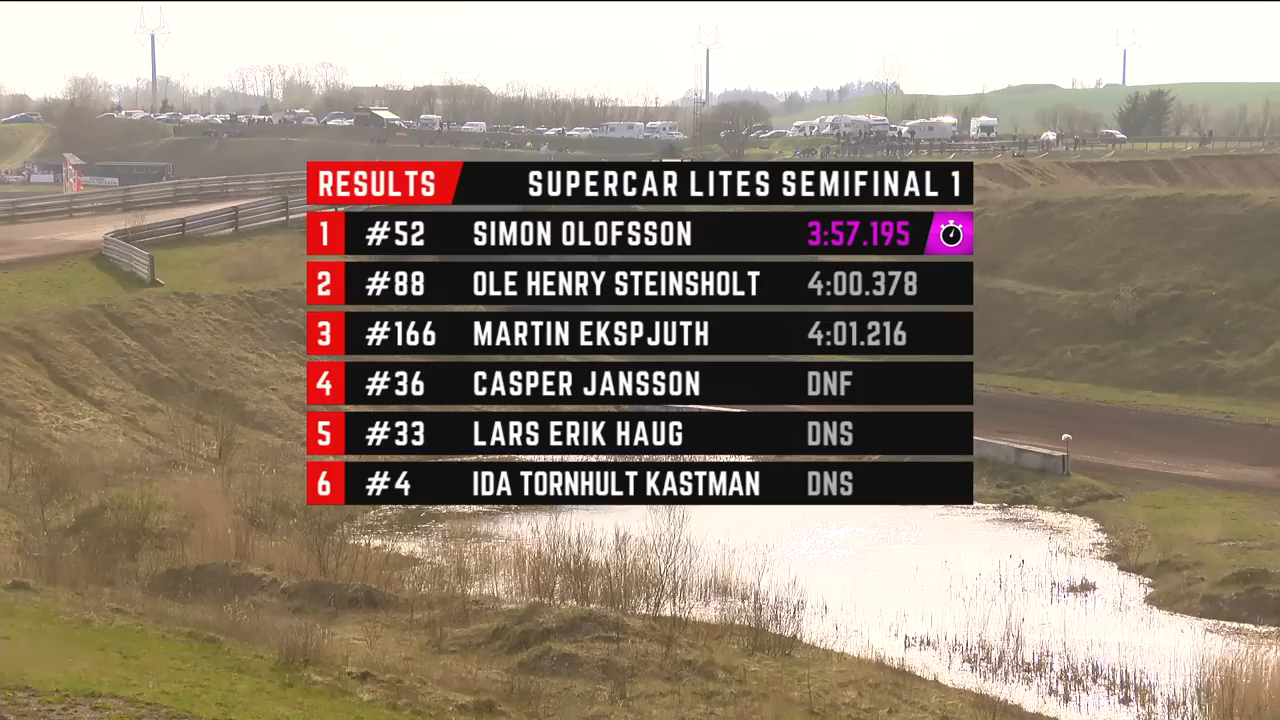 RESULTS SUPERCAR LITES SEMIFINAL 1
1 #52 SIMON OLOFSSON 3:57.195
2 #88 OLE HENRY STEINSHOLT 4:00.378
3 #166 MARTIN EKSPJUTH 4:01.216
4 #36 CASPER JANSSON DNF
5 #33 LARS ERIK HAUG DNS
6 #4 IDA TORNHULT KASTMAN DNS